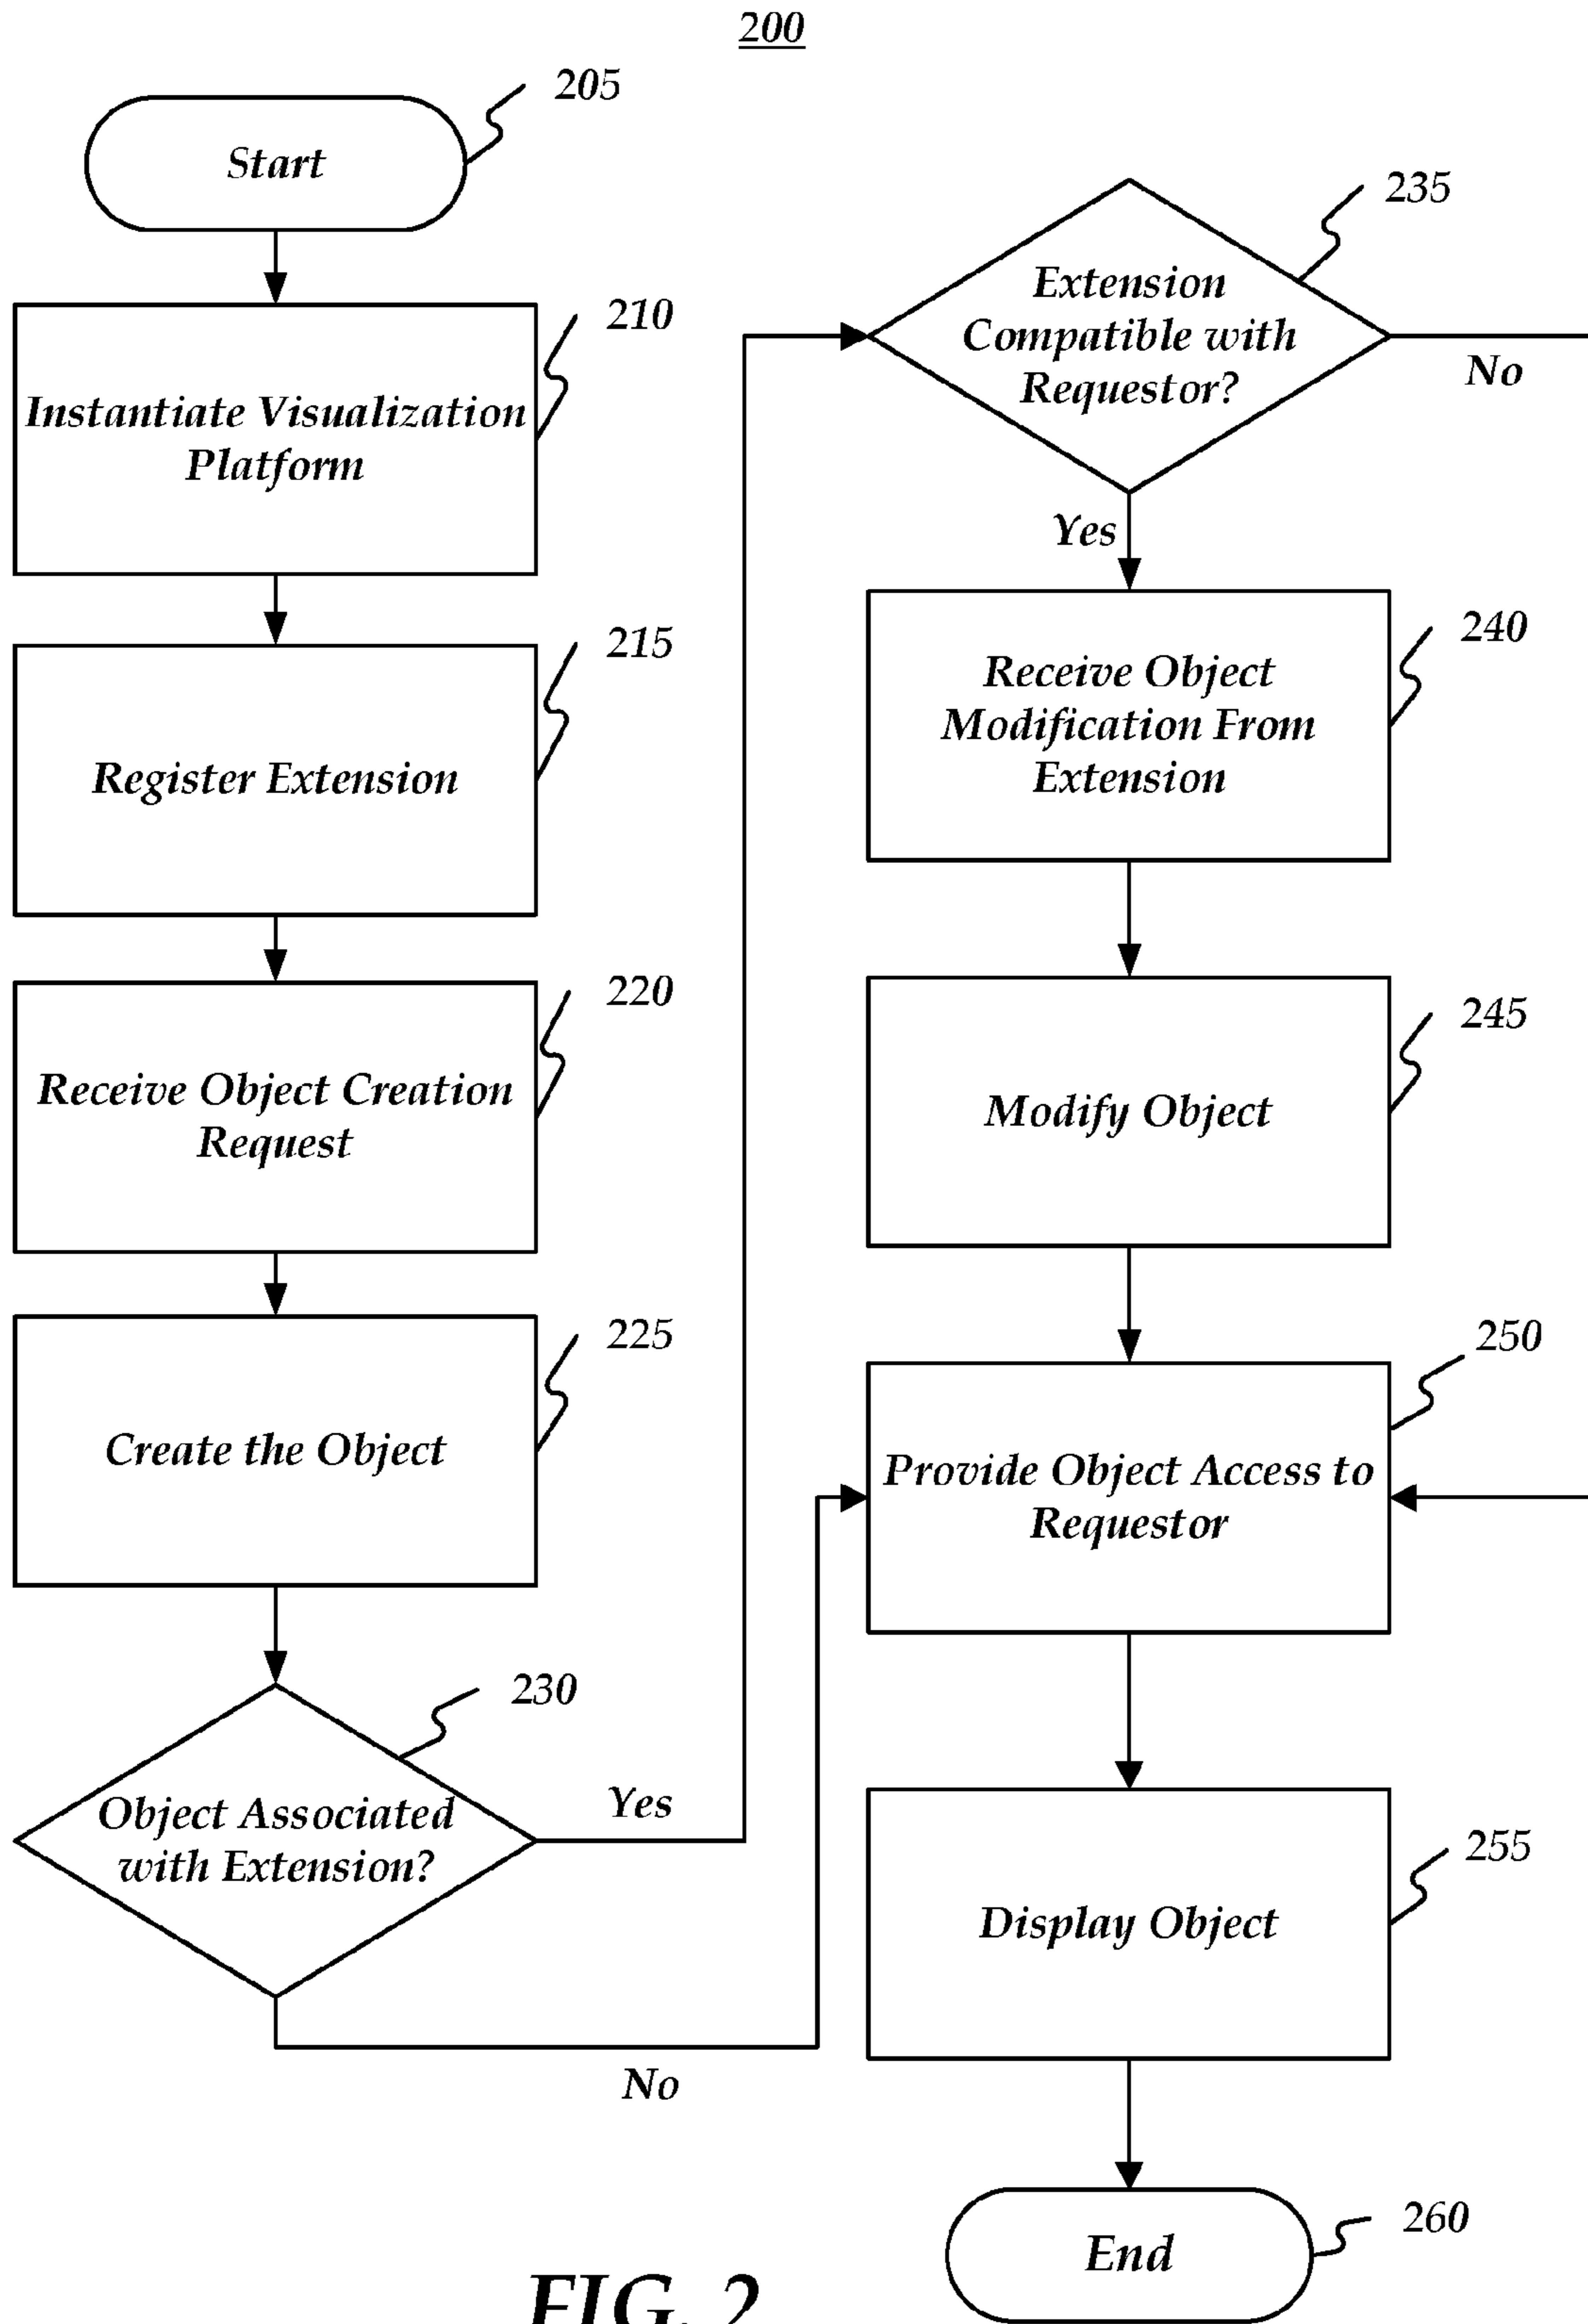 200
Start
205
Instantiate Visualization
Platform
210
Register Extension
215
Receive Object Creation
Request
220
Create the Object
225
Object Associated
with Extension?
230
Yes
No
Extension
Compatible with
Requestor?
235
No
Yes
Receive Object
Modification From
Extension
240
Modify Object
245
Provide Object Access to
Requestor
250
Display Object
255
End
260
FIG. 2